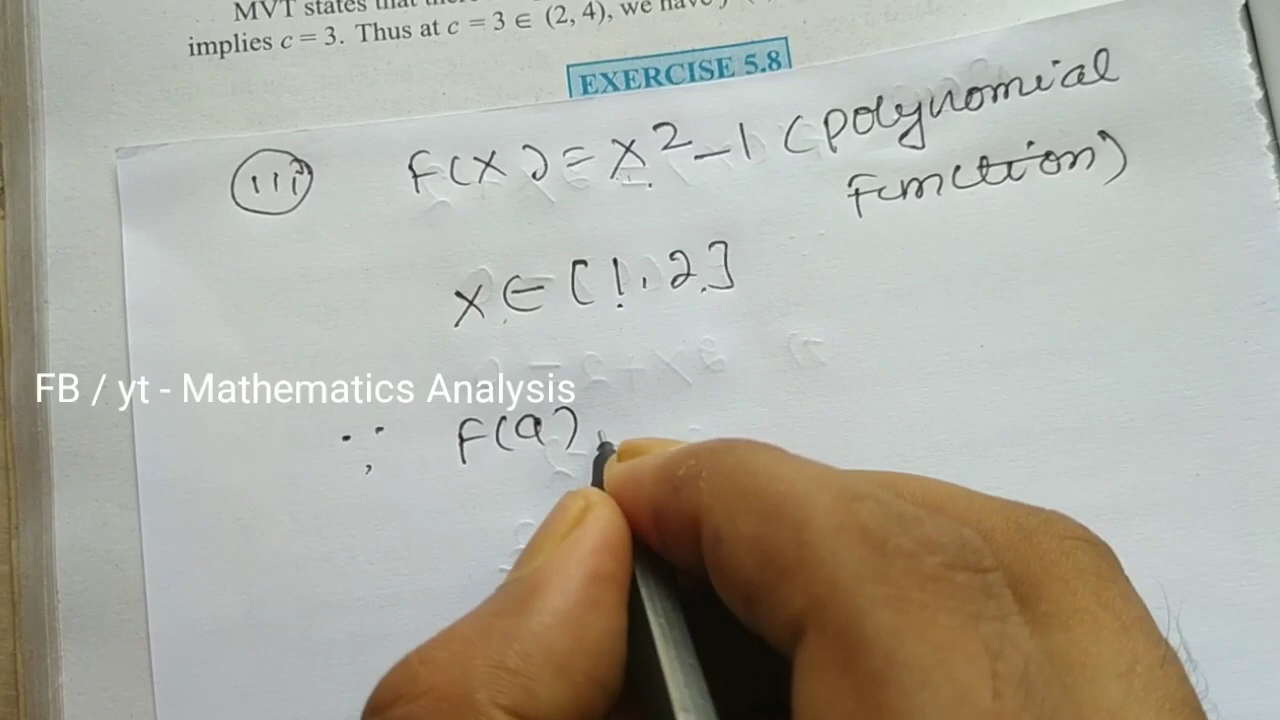 MVT states that
implies c = 3. Thus at c = 3 ∈ (2, 4), we have
EXERCISE 5.8
(iii) F(x) = x² – 1 (polynomial
function)
x ∈ [1, 2]
FB / yt - Mathematics Analysis
∵ F(a)